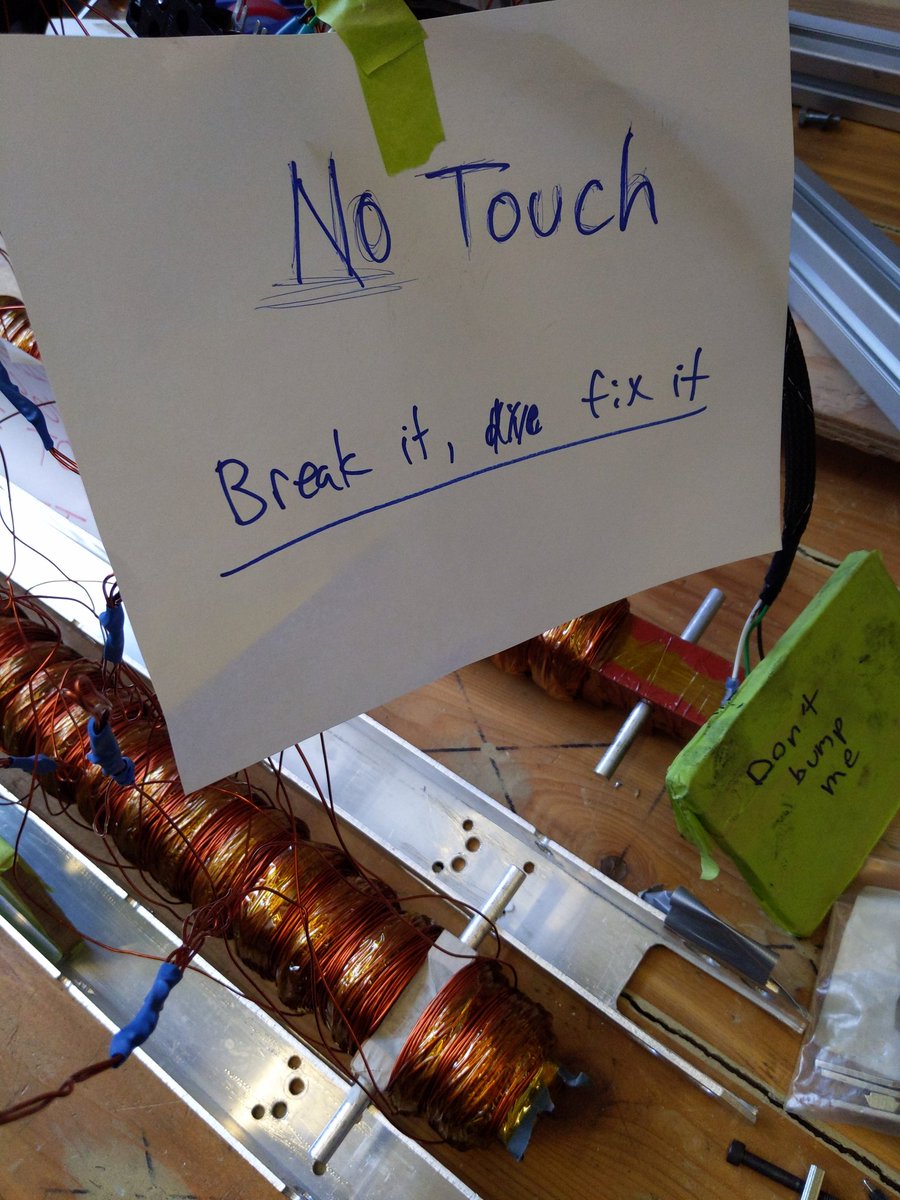 No Touch
Break it, fix it
Don't
bump
me